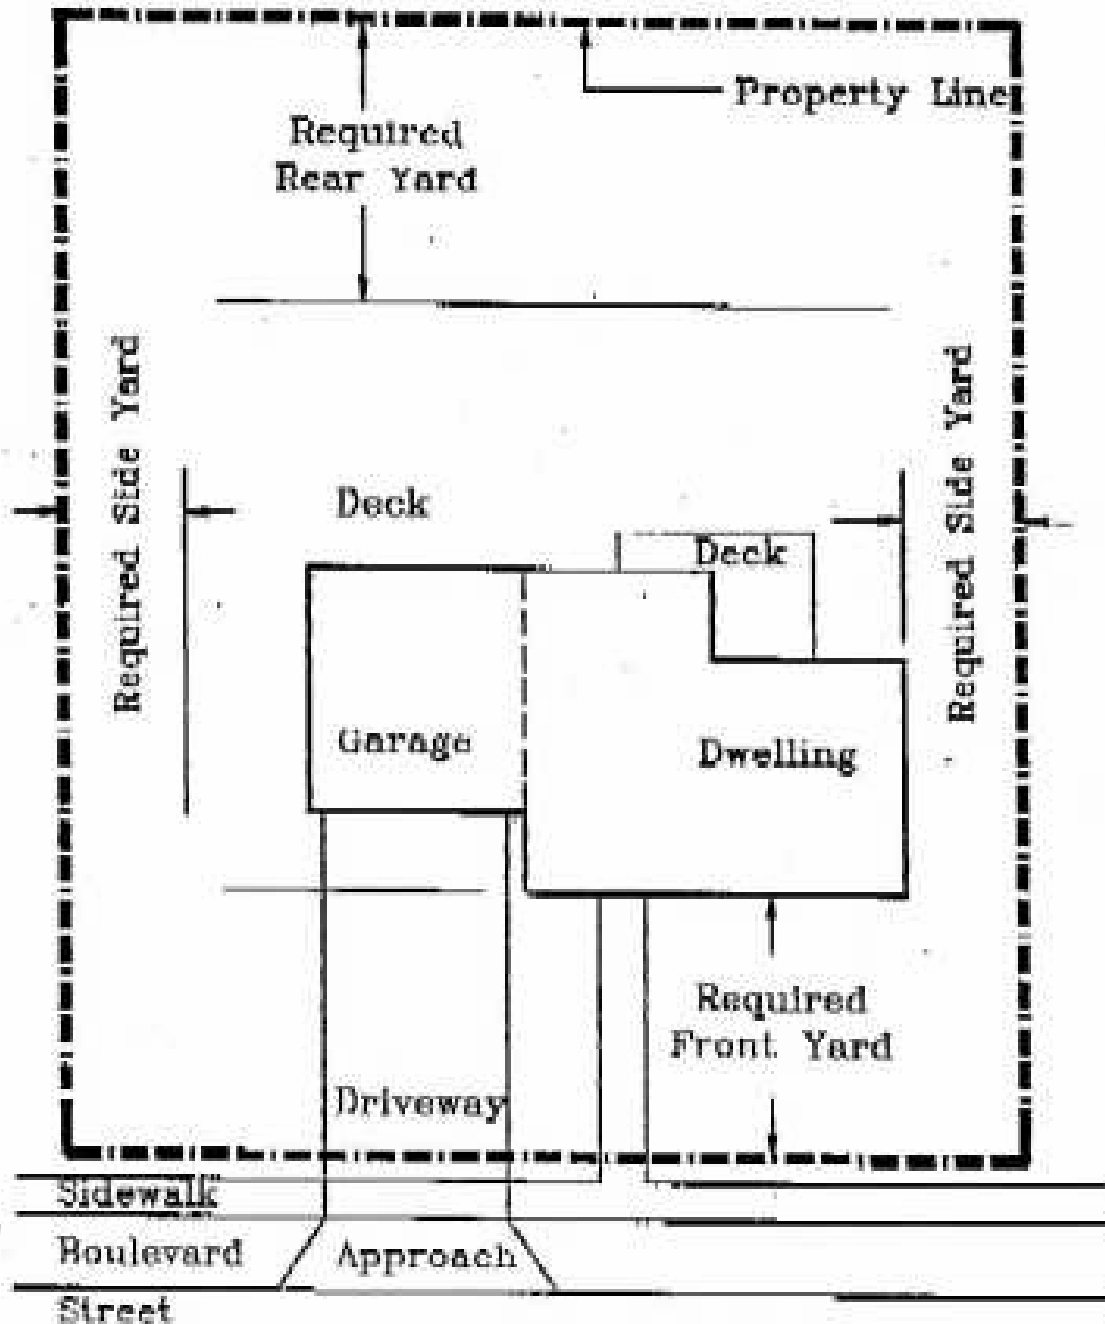 Property Line
Required
Rear Yard
Required Side Yard
Required Side Yard
Deck
Deck
Garage
Dwelling
Required
Front Yard
Driveway
Sidewalk
Boulevard
Approach
Street